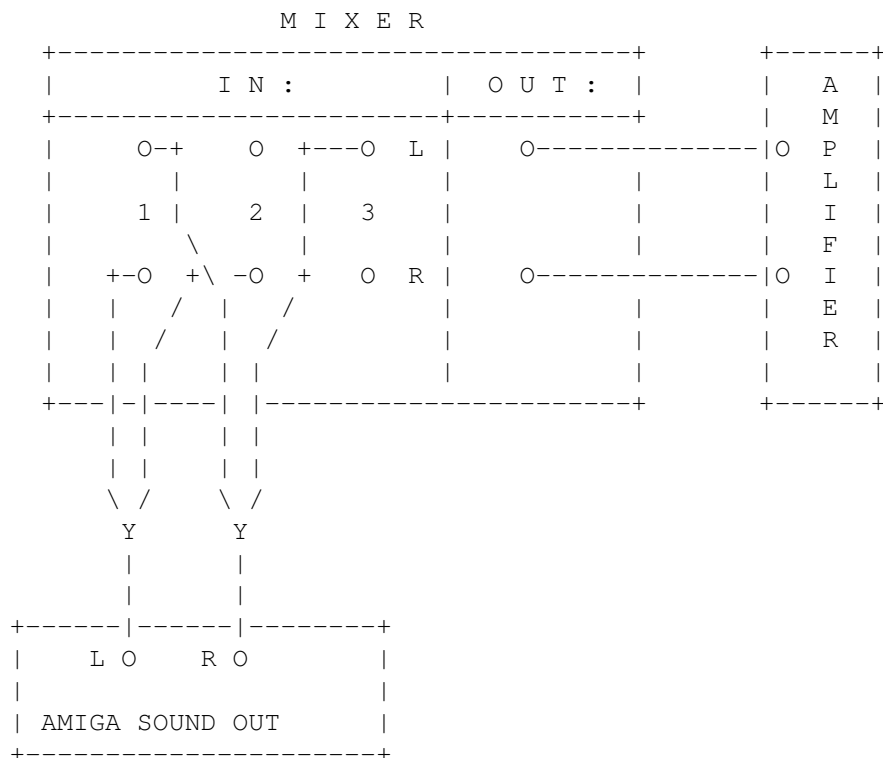 M I X E R
I N : O U T : A
M
O O O L O O P
L
1 2 3 I
F
O O O R O O I
E
R
Y Y
L O R O
AMIGA SOUND OUT